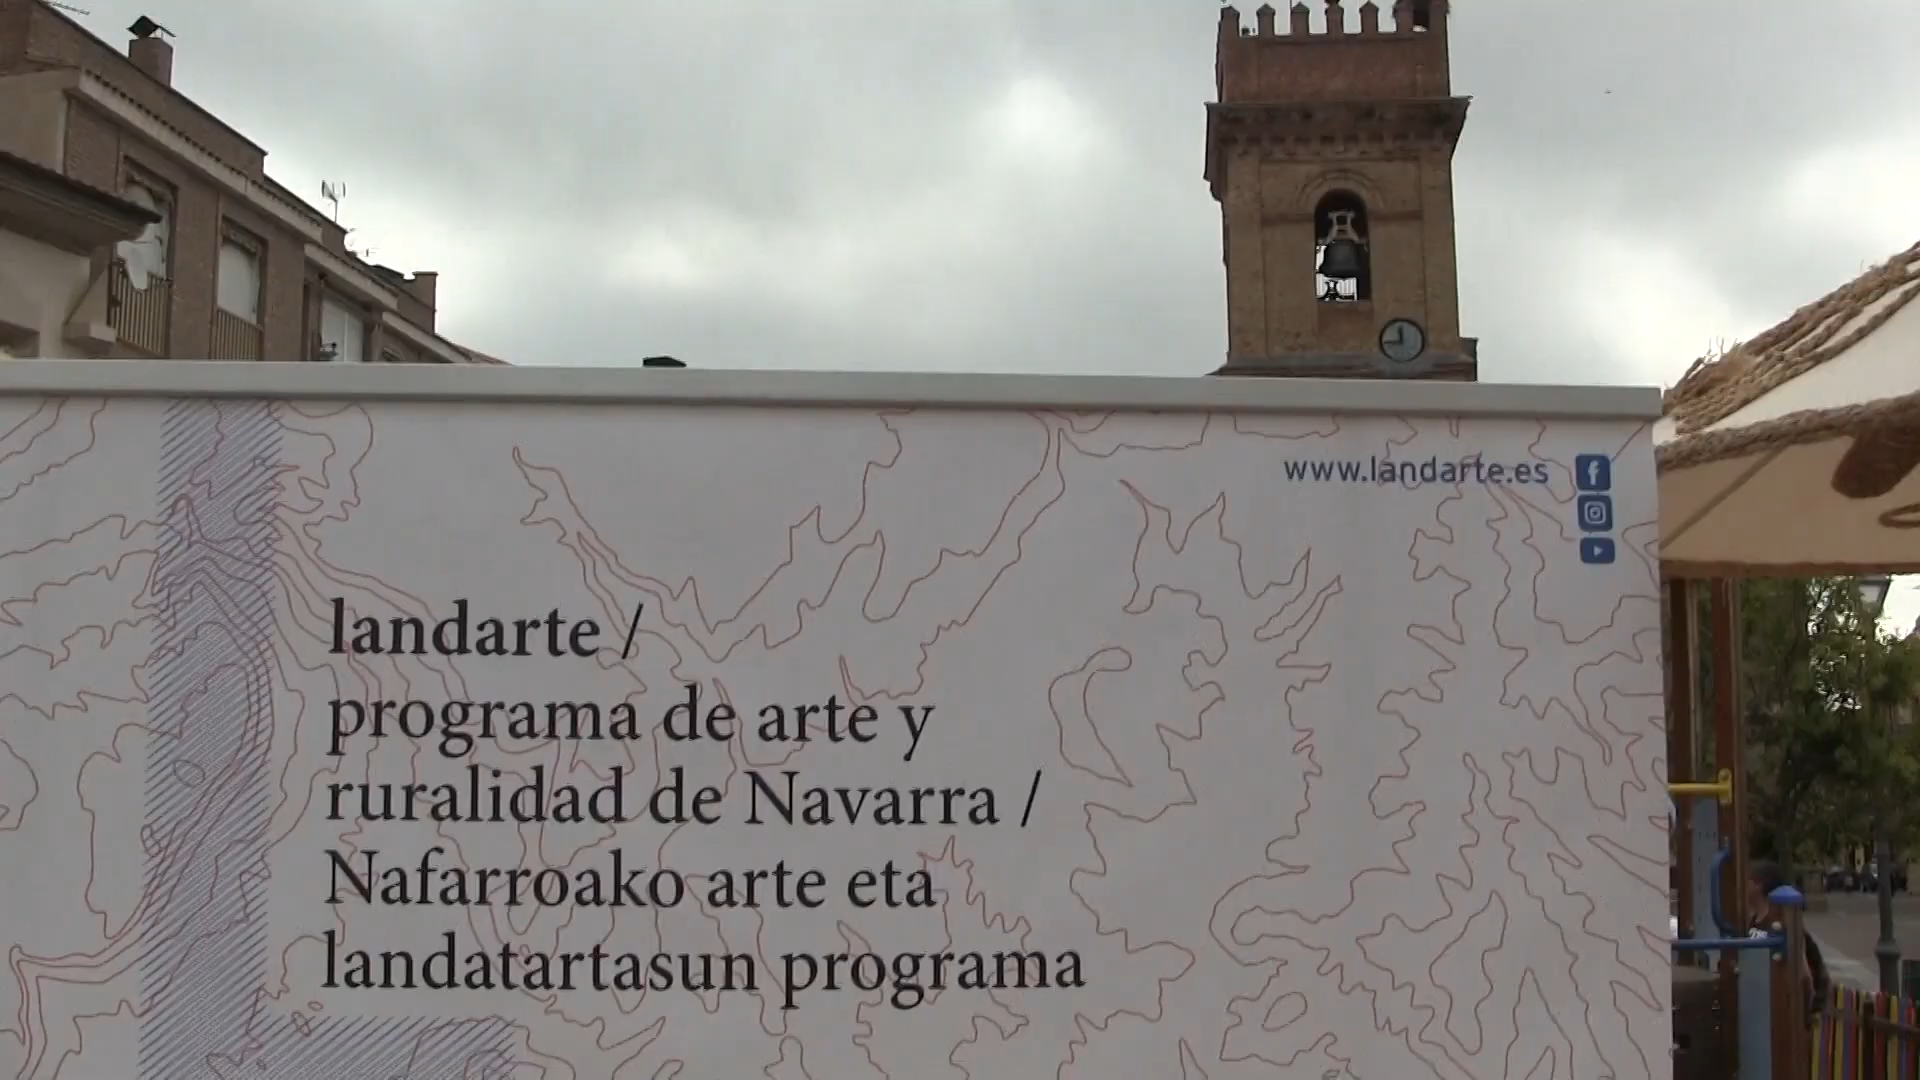 www.landarte.es
landarte /
programa de arte y
ruralidad de Navarra /
Nafarroako arte eta
landatartasun programa